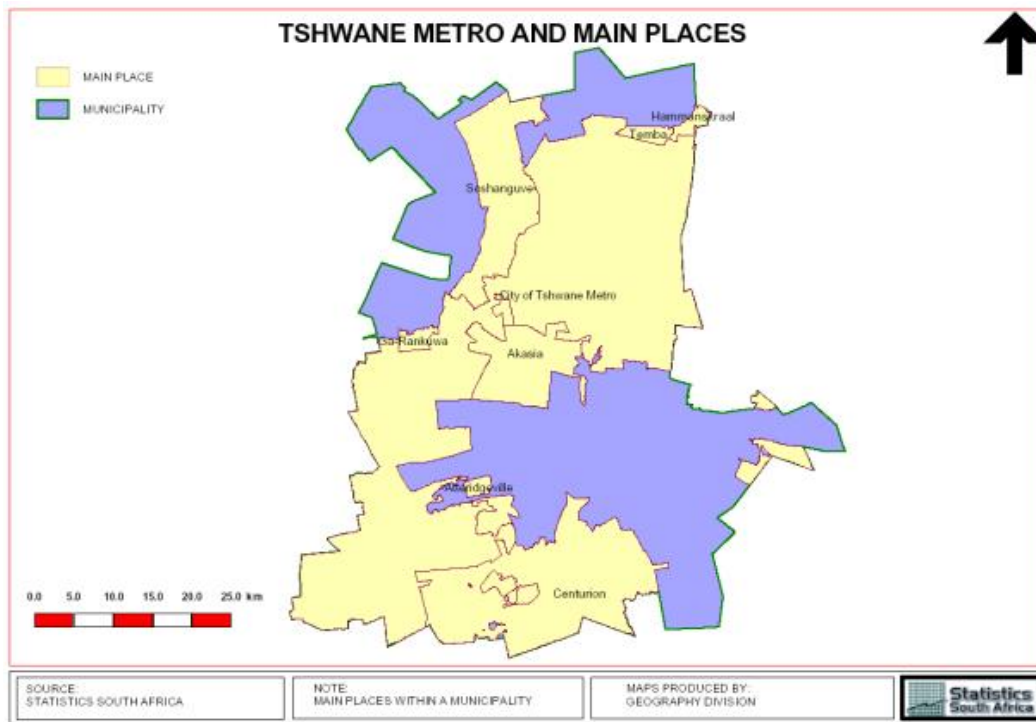 TSHWANE METRO AND MAIN PLACES
MAIN PLACE
MUNICIPALITY
Hammanskraal
Temba
Soshanguve
City of Tshwane Metro
Ga-Rankuwa
Akasia
Atteridgeville
Centurion
0.0 5.0 10.0 15.0 20.0 25.0 km
SOURCE:
STATISTICS SOUTH AFRICA
NOTE:
MAIN PLACES WITHIN A MUNICIPALITY
MAPS PRODUCED BY:
GEOGRAPHY DIVISION
Statistics
South Africa